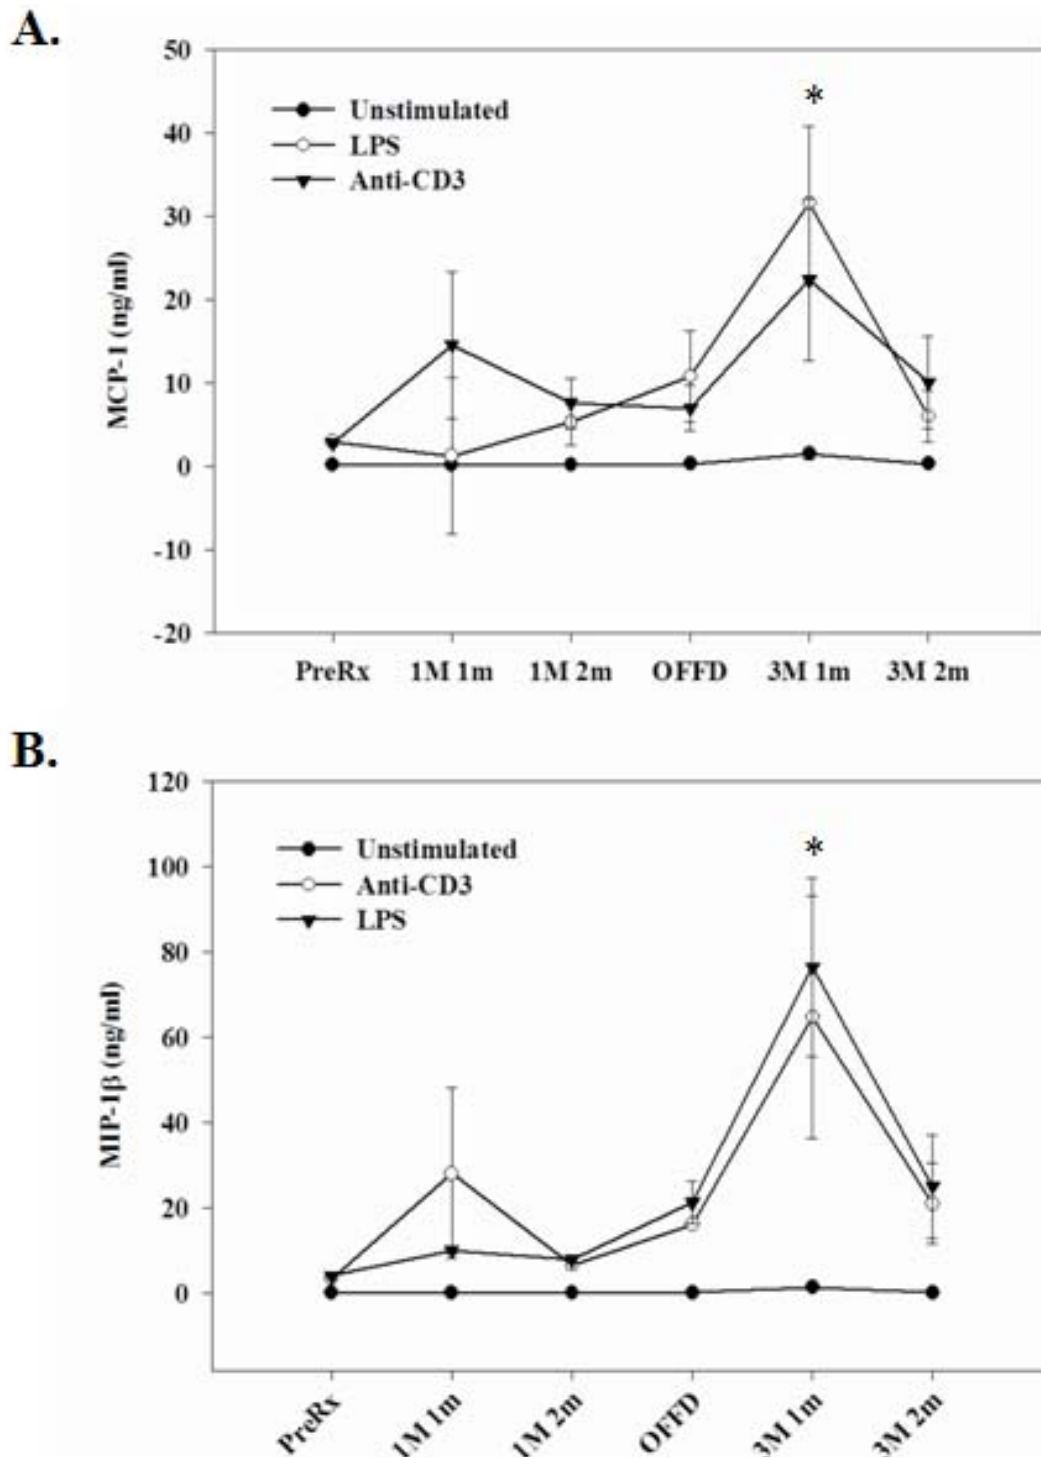 A.
50
40
30
20
10
0
-10
-20
MCP-1 (ng/ml)
Unstimulated
LPS
Anti-CD3
*
PreRx 1M 1m 1M 2m OFFD 3M 1m 3M 2m
B.
120
100
80
60
40
20
0
MIP-1β (ng/ml)
Unstimulated
Anti-CD3
LPS
*
PreRx 1M 1m 1M 2m OFFD 3M 1m 3M 2m